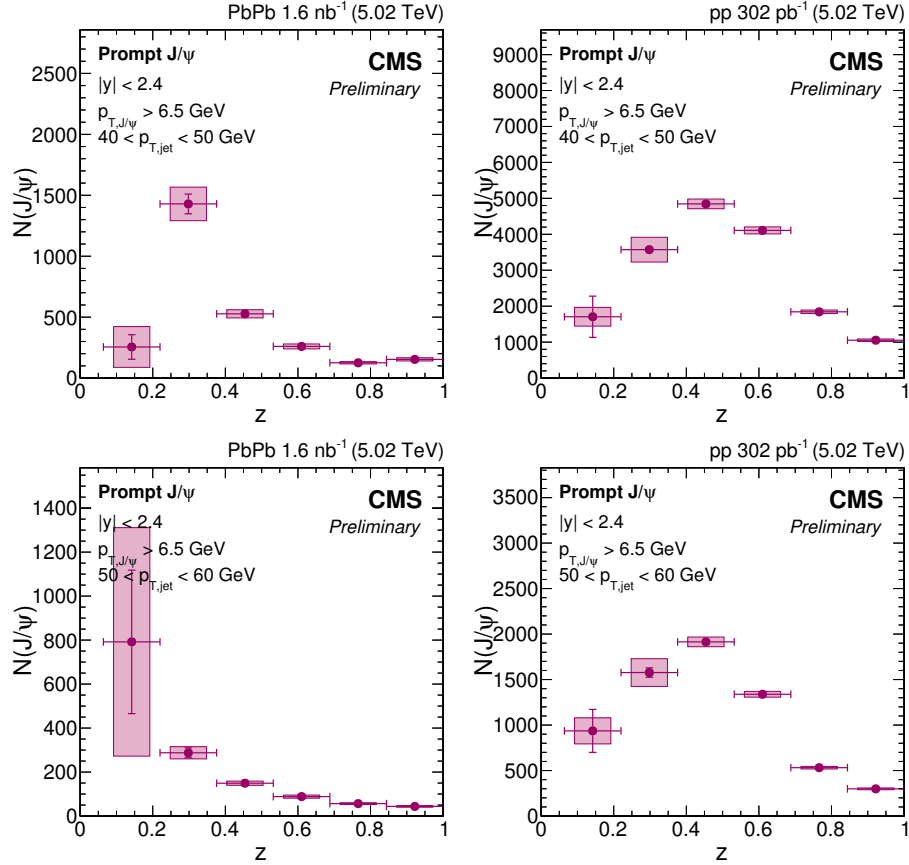 PbPb 1.6 nb⁻¹ (5.02 TeV)
Prompt J/ψ
CMS
|y| < 2.4
Preliminary
p_T,J/ψ > 6.5 GeV
40 < p_T,jet < 50 GeV
N(J/ψ)
2500
2000
1500
1000
500
0
0 0.2 0.4 0.6 0.8 1
z
pp 302 pb⁻¹ (5.02 TeV)
Prompt J/ψ
CMS
|y| < 2.4
Preliminary
p_T,J/ψ > 6.5 GeV
40 < p_T,jet < 50 GeV
N(J/ψ)
9000
8000
7000
6000
5000
4000
3000
2000
1000
0
0 0.2 0.4 0.6 0.8 1
z
PbPb 1.6 nb⁻¹ (5.02 TeV)
Prompt J/ψ
CMS
|y| < 2.4
Preliminary
p_T,J/ψ > 6.5 GeV
50 < p_T,jet < 60 GeV
N(J/ψ)
1400
1200
1000
800
600
400
200
0
0 0.2 0.4 0.6 0.8 1
z
pp 302 pb⁻¹ (5.02 TeV)
Prompt J/ψ
CMS
|y| < 2.4
Preliminary
p_T,J/ψ > 6.5 GeV
50 < p_T,jet < 60 GeV
N(J/ψ)
3500
3000
2500
2000
1500
1000
500
0
0 0.2 0.4 0.6 0.8 1
z